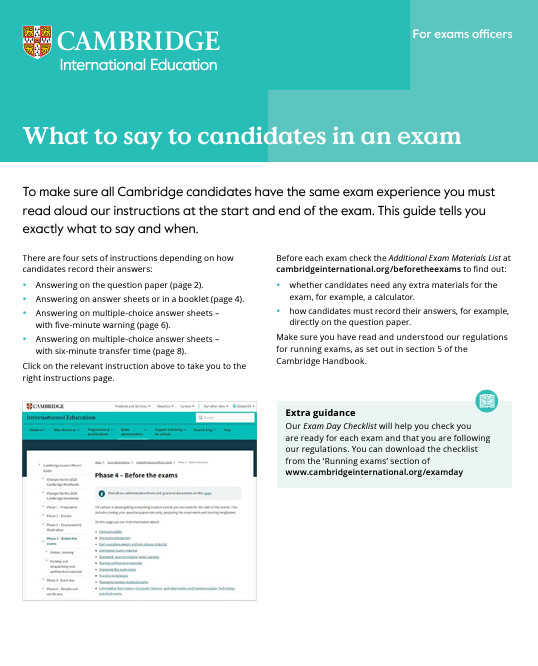 CAMBRIDGE
International Education
For exams officers
What to say to candidates in an exam
To make sure all Cambridge candidates have the same exam experience you must
read aloud our instructions at the start and end of the exam. This guide tells you
exactly what to say and when.
There are four sets of instructions depending on how
candidates record their answers:
• Answering on the question paper (page 2).
• Answering on answer sheets or in a booklet (page 4).
• Answering on multiple-choice answer sheets –
with five-minute warning (page 6).
• Answering on multiple-choice answer sheets –
with six-minute transfer time (page 8).
Click on the relevant instruction above to take you to the
right instructions page.
Before each exam check the Additional Exam Materials List at
cambridgeinternational.org/beforetheexams to find out:
• whether candidates need any extra materials for the
exam, for example, a calculator.
• how candidates must record their answers, for example,
directly on the question paper.
Make sure you have read and understood our regulations
for running exams, as set out in section 5 of the
Cambridge Handbook.
CAMBRIDGE
International Education
Phase 4 – Before the exams
Extra guidance
Our Exam Day Checklist will help you check you
are ready for each exam and that you are following
our regulations. You can download the checklist
from the ‘Running exams’ section of
www.cambridgeinternational.org/examday